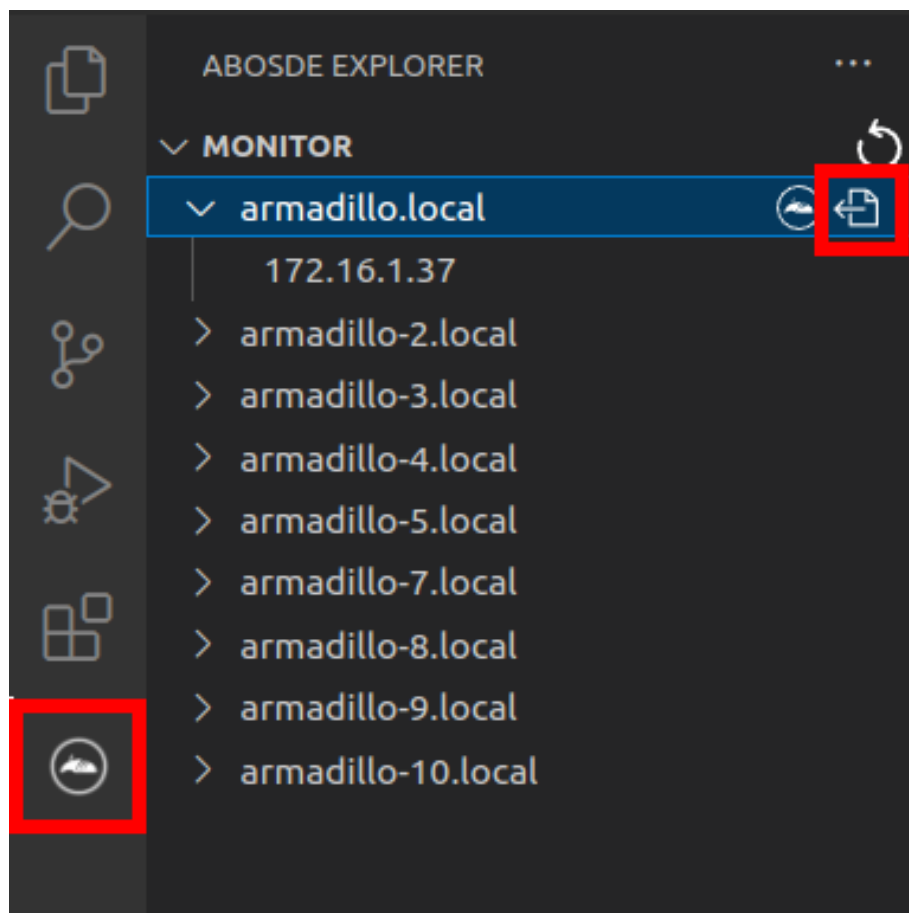 ABOSDE EXPLORER
MONITOR
armadillo.local
172.16.1.37
armadillo-2.local
armadillo-3.local
armadillo-4.local
armadillo-5.local
armadillo-7.local
armadillo-8.local
armadillo-9.local
armadillo-10.local